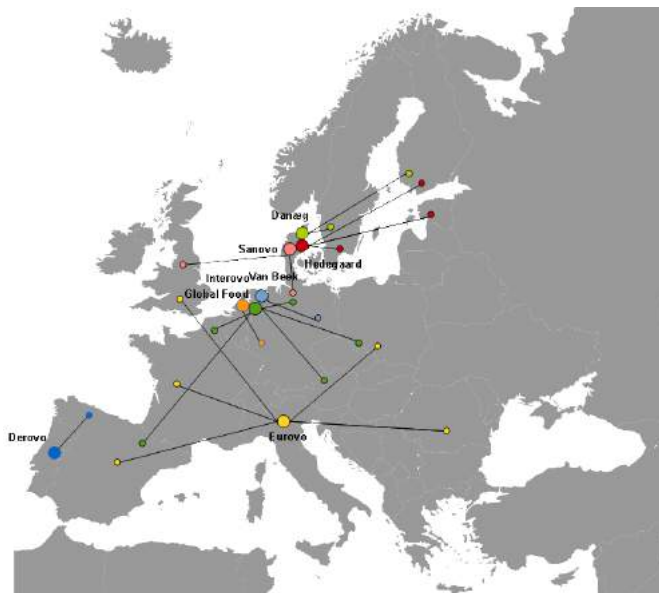 Danæg
Sanovo
Hedegaard
Interovo
Van Beek
Global Food
Derovo
Eurovo